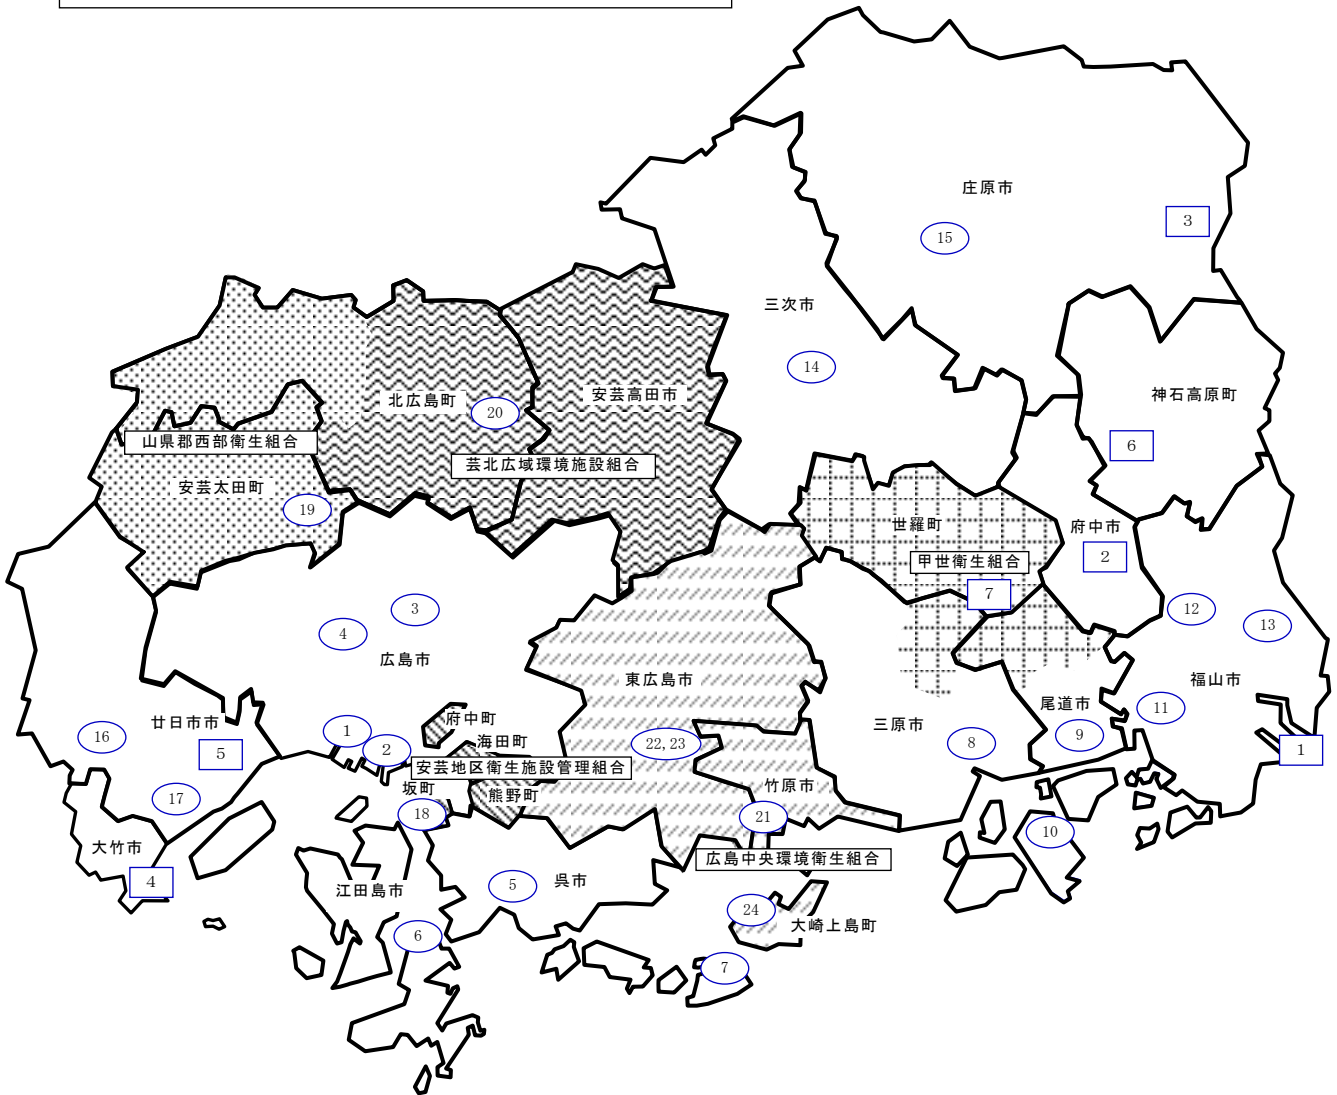 庄原市
3
15
三次市
14
神石高原町
北広島町
安芸高田市
20
山県郡西部衛生組合
6
芸北広域環境施設組合
安芸太田町
19
世羅町
府中市
2
甲世衛生組合
7
3
12
4
13
広島市
東広島市
福山市
尾道市
11
廿日市市
府中町
三原市
1
9
16
海田町
22,23
8
2
5
1
安芸地区衛生施設管理組合
坂町
熊野町
竹原市
17
18
21
10
大竹市
広島中央環境衛生組合
4
江田島市
5
呉市
24
大崎上島町
6
7